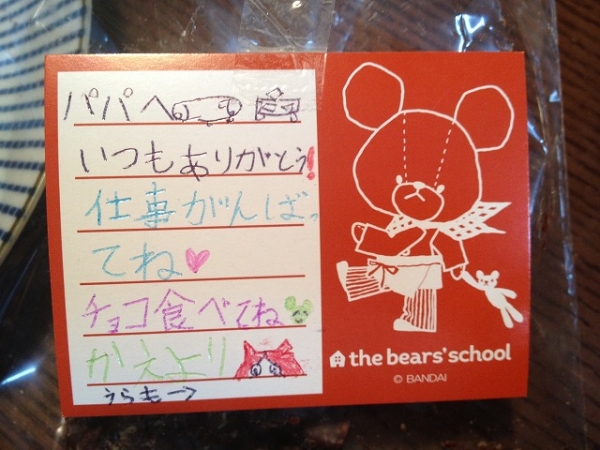 パパへ
いつもありがとう!
仕事がんばっ
てね
チョコ食べてね
かえより
うらも→
the bears' school
© BANDAI